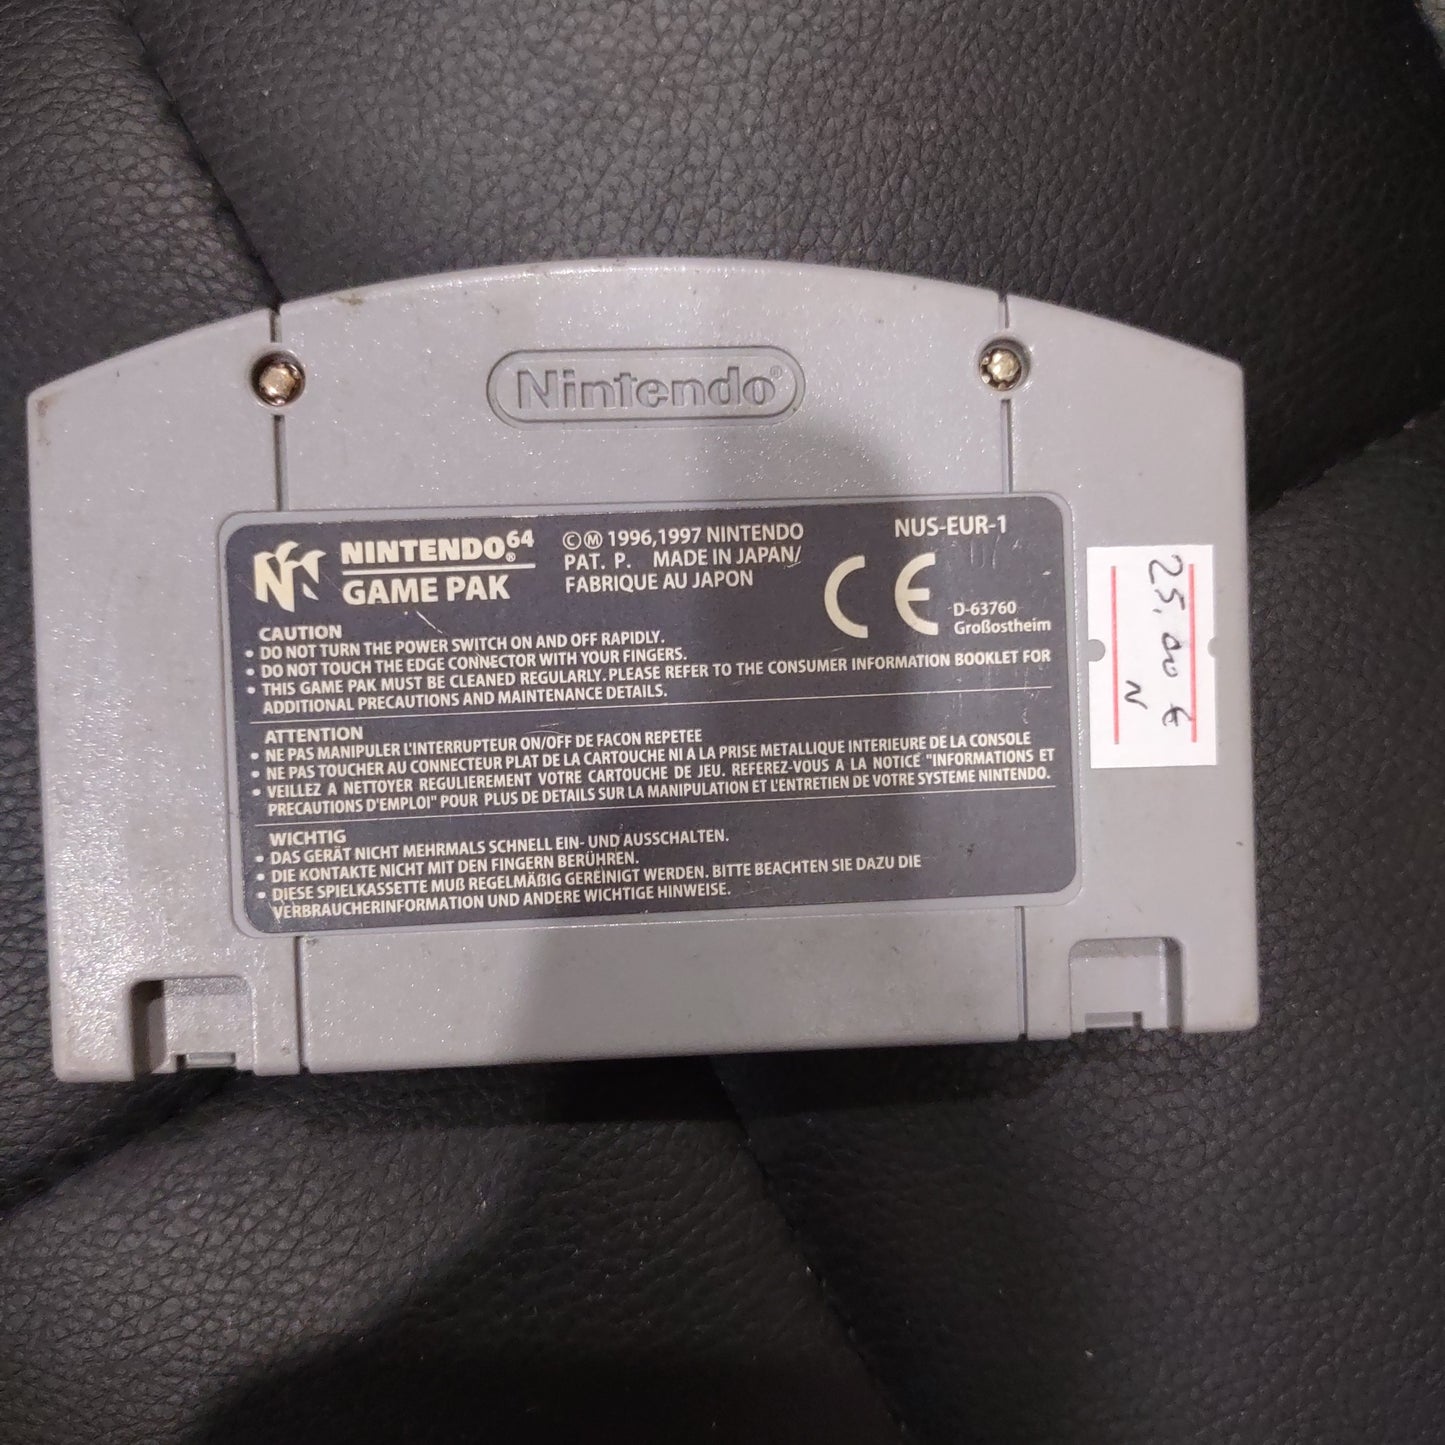 Nintendo®
NINTENDO®64
GAME PAK
©Ⓜ 1996,1997 NINTENDO
PAT. P. MADE IN JAPAN/
FABRIQUE AU JAPON
NUS-EUR-1
CE
D-63760
Großostheim
CAUTION
• DO NOT TURN THE POWER SWITCH ON AND OFF RAPIDLY.
• DO NOT TOUCH THE EDGE CONNECTOR WITH YOUR FINGERS.
• THIS GAME PAK MUST BE CLEANED REGULARLY. PLEASE REFER TO THE CONSUMER INFORMATION BOOKLET FOR
ADDITIONAL PRECAUTIONS AND MAINTENANCE DETAILS.
ATTENTION
• NE PAS MANIPULER L'INTERRUPTEUR ON/OFF DE FACON REPETEE
• NE PAS TOUCHER AU CONNECTEUR PLAT DE LA CARTOUCHE NI A LA PRISE METALLIQUE INTERIEURE DE LA CONSOLE
• VEILLEZ A NETTOYER REGULIEREMENT VOTRE CARTOUCHE DE JEU. REFEREZ-VOUS A LA NOTICE "INFORMATIONS ET
PRECAUTIONS D'EMPLOI" POUR PLUS DE DETAILS SUR LA MANIPULATION ET L'ENTRETIEN DE VOTRE SYSTEME NINTENDO.
WICHTIG
• DAS GERÄT NICHT MEHRMALS SCHNELL EIN- UND AUSSCHALTEN.
• DIE KONTAKTE NICHT MIT DEN FINGERN BERÜHREN.
• DIESE SPIELKASSETTE MUß REGELMÄßIG GEREINIGT WERDEN. BITTE BEACHTEN SIE DAZU DIE
VERBRAUCHERINFORMATION UND ANDERE WICHTIGE HINWEISE.
25,00 €
N